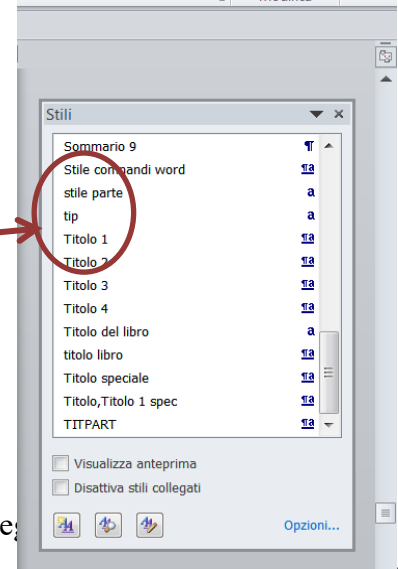 Stili
Sommario 9 ¶
Stile comandi word ¶a
stile parte a
tip a
Titolo 1 ¶a
Titolo 2 ¶a
Titolo 3 ¶a
Titolo 4 ¶a
Titolo del libro a
titolo libro ¶a
Titolo speciale ¶a
Titolo,Titolo 1 spec ¶a
TITPART ¶a
Visualizza anteprima
Disattiva stili collegati
Opzioni...